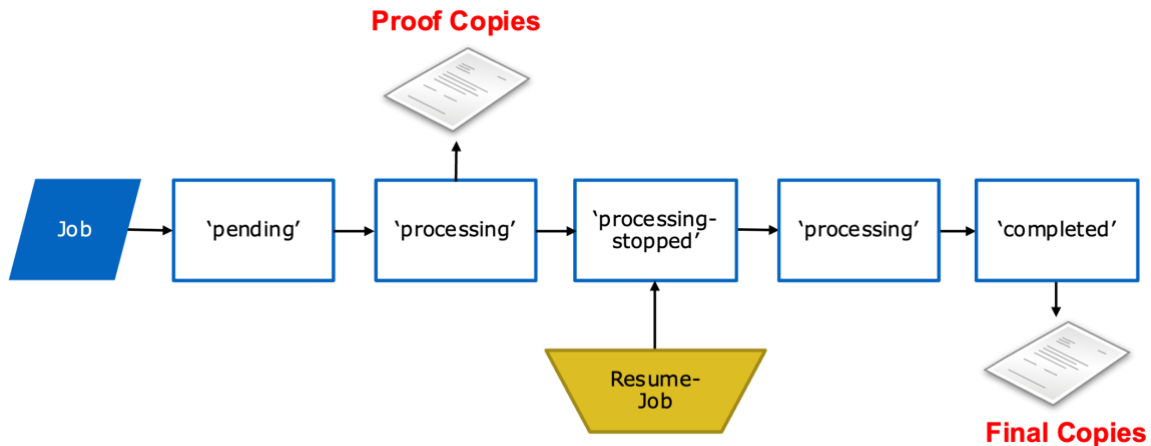 Proof Copies
Job
‘pending’
‘processing’
‘processing-
stopped’
‘processing’
‘completed’
Resume-
Job
Final Copies